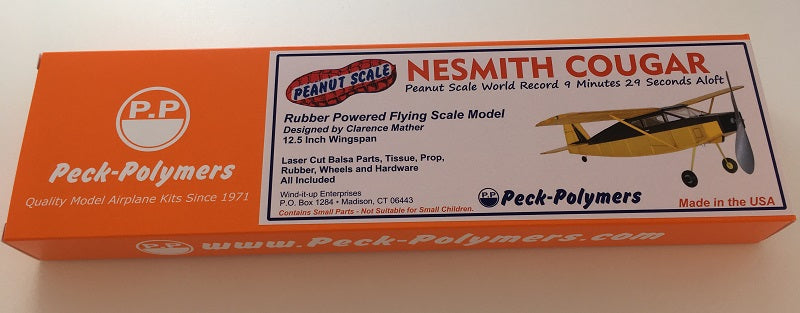 P.P
Peck-Polymers
Quality Model Airplane Kits Since 1971
PEANUT SCALE
NESMITH COUGAR
Peanut Scale World Record 9 Minutes 29 Seconds Aloft
Rubber Powered Flying Scale Model
Designed by Clarence Mather
12.5 Inch Wingspan
Laser Cut Balsa Parts, Tissue, Prop,
Rubber, Wheels and Hardware
All Included
Wind-it-up Enterprises
P.O. Box 1284 • Madison, CT 06443
Contains Small Parts - Not Suitable for Small Children.
P.P Peck-Polymers
Made in the USA
P.P www.Peck-Polymers.com